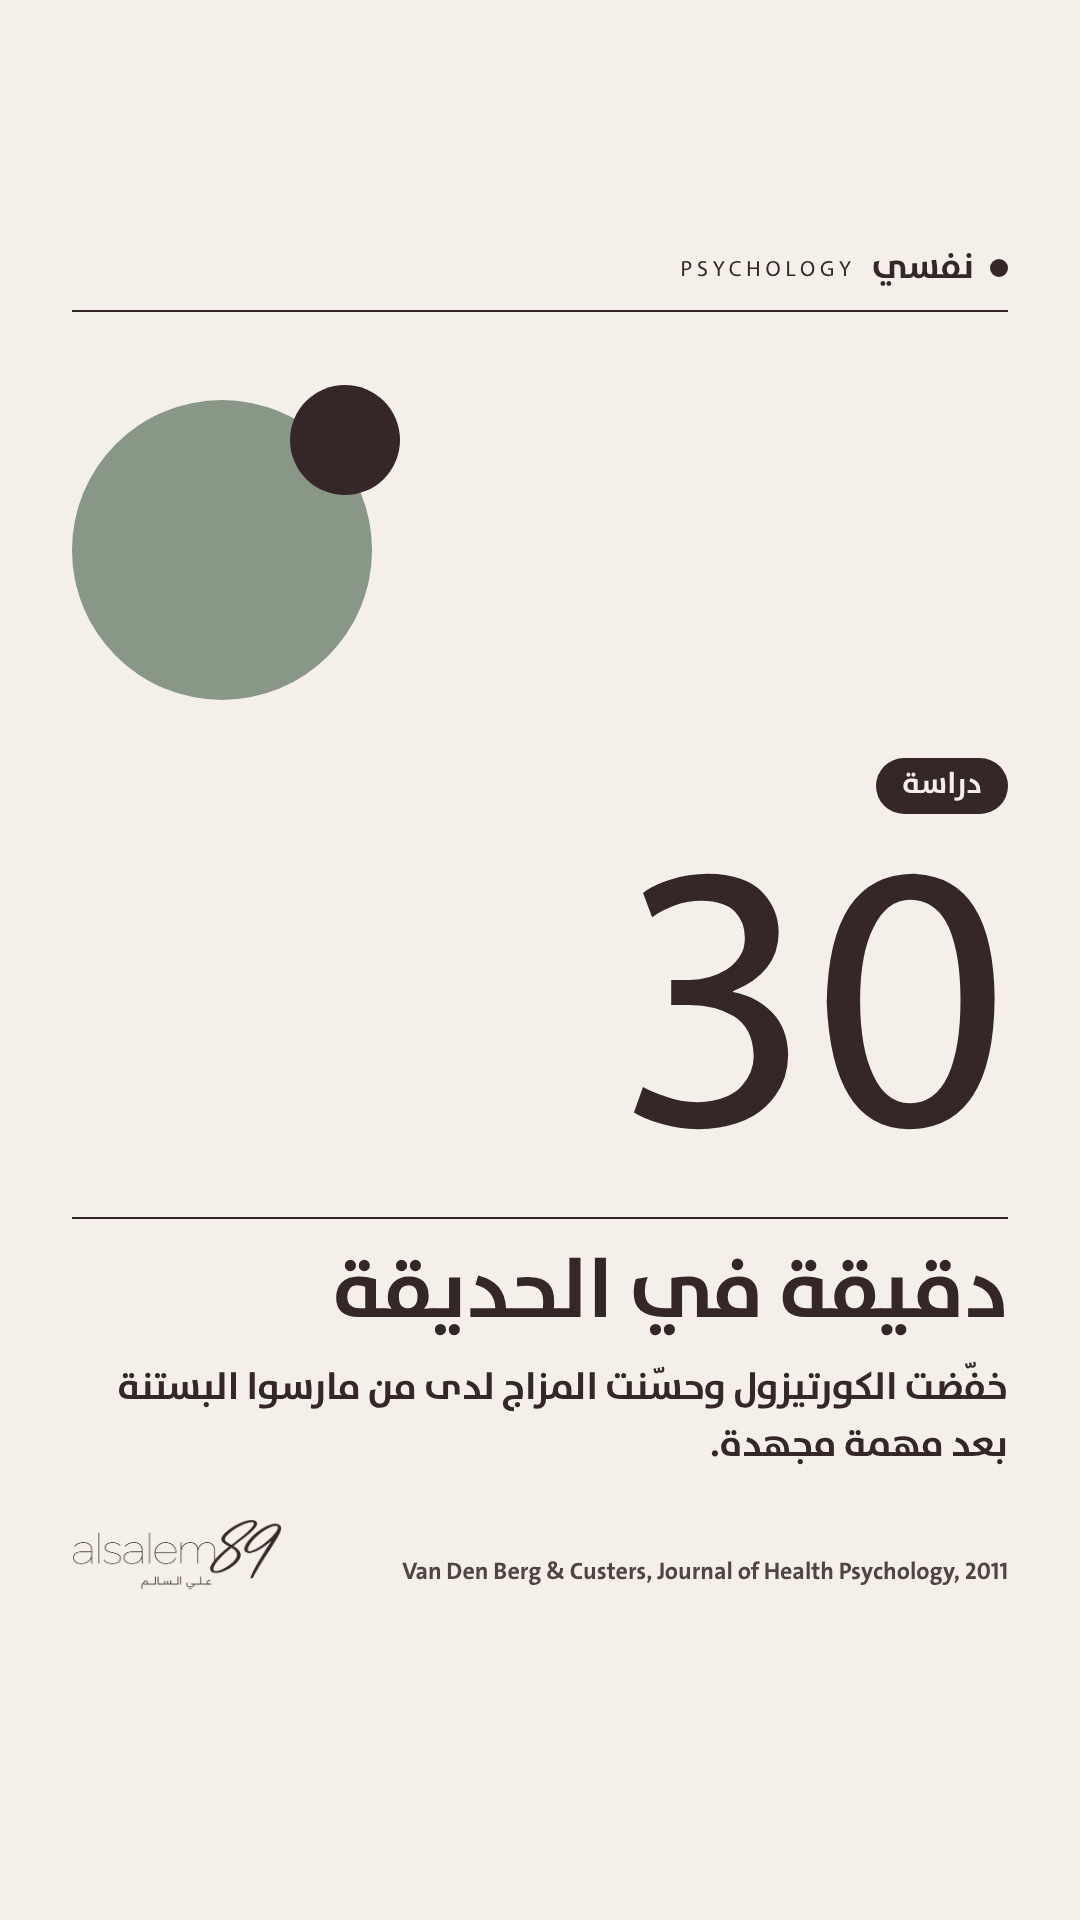 نفسي PSYCHOLOGY
دراسة
30
دقيقة في الحديقة
خفّضت الكورتيزول وحسّنت المزاج لدى من مارسوا البستنة
بعد مهمة مجهدة.
Van Den Berg & Custers, Journal of Health Psychology, 2011
alsalem89
علي السالم